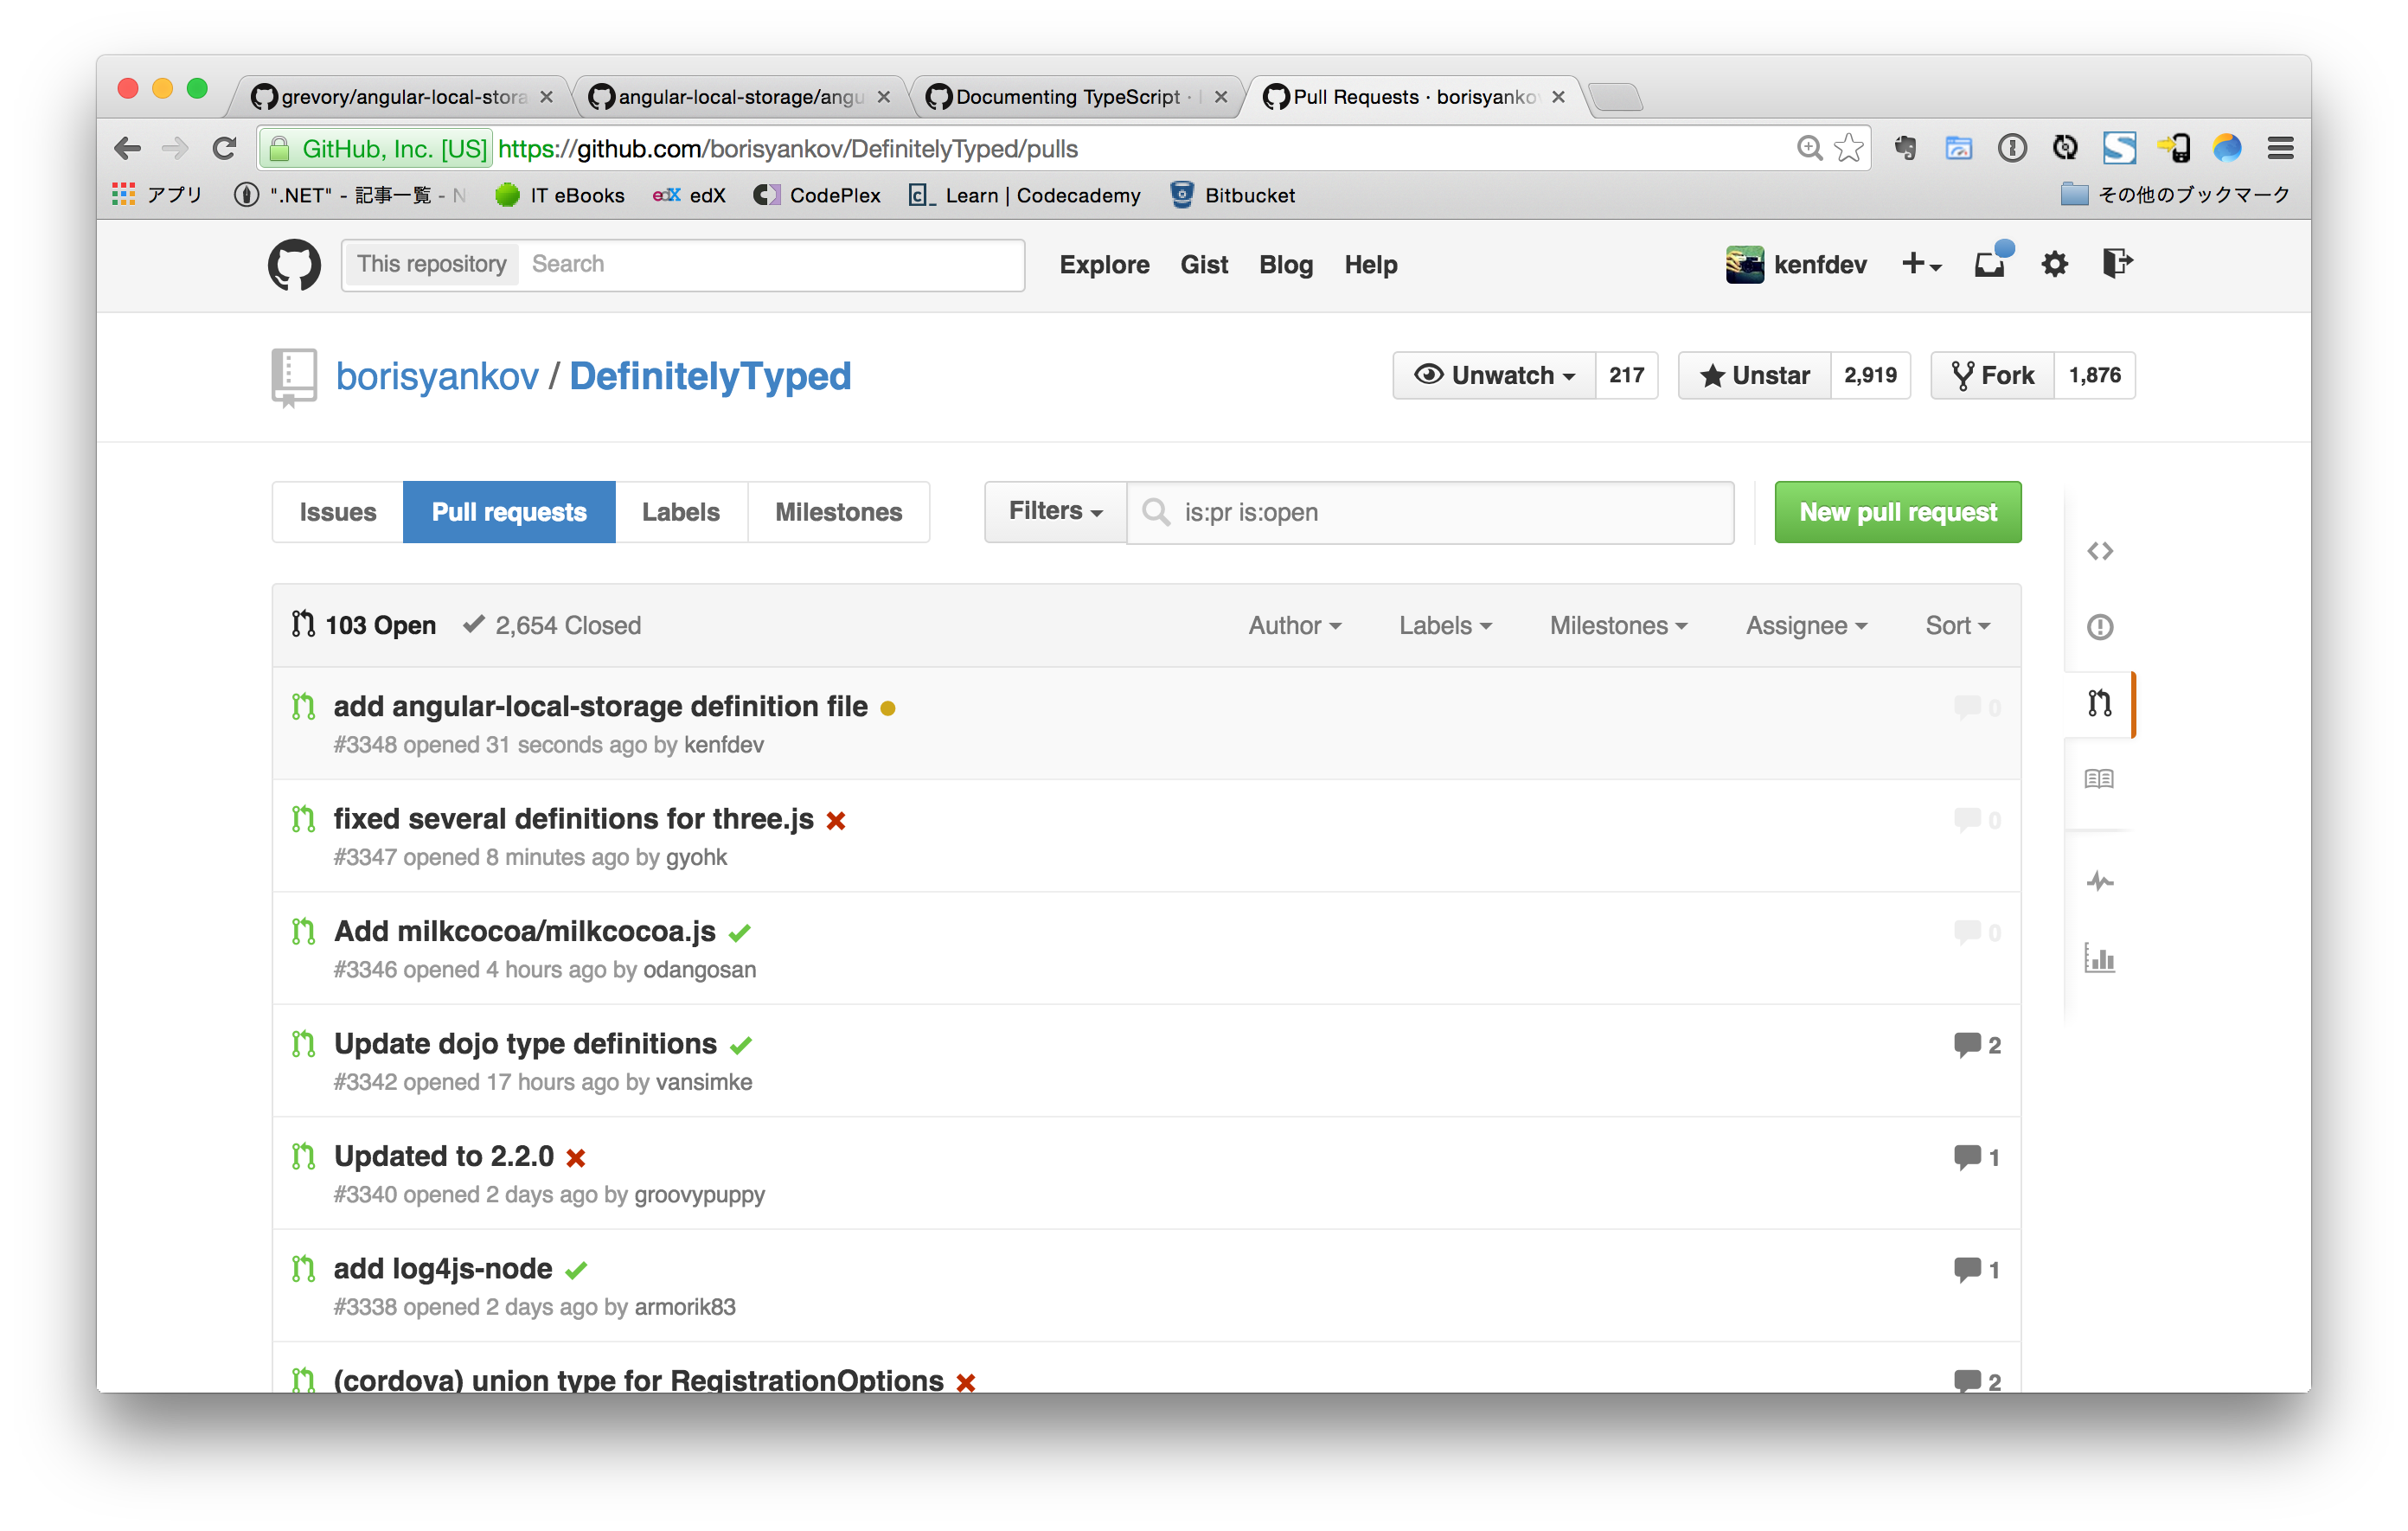 grevory/angular-local-stora
angular-local-storage/angu
Documenting TypeScript ·
Pull Requests · borisyanko
GitHub, Inc. [US] https://github.com/borisyankov/DefinitelyTyped/pulls
アプリ ".NET" - 記事一覧 - N IT eBooks edX edX CodePlex Learn | Codecademy Bitbucket その他のブックマーク
This repository Search Explore Gist Blog Help kenfdev
borisyankov / DefinitelyTyped Unwatch 217 Unstar 2,919 Fork 1,876
Issues Pull requests Labels Milestones Filters is:pr is:open New pull request
103 Open 2,654 Closed Author Labels Milestones Assignee Sort
add angular-local-storage definition file 0
#3348 opened 31 seconds ago by kenfdev
fixed several definitions for three.js 0
#3347 opened 8 minutes ago by gyohk
Add milkcocoa/milkcocoa.js 0
#3346 opened 4 hours ago by odangosan
Update dojo type definitions 2
#3342 opened 17 hours ago by vansimke
Updated to 2.2.0 1
#3340 opened 2 days ago by groovypuppy
add log4js-node 1
#3338 opened 2 days ago by armorik83
(cordova) union type for RegistrationOptions 2